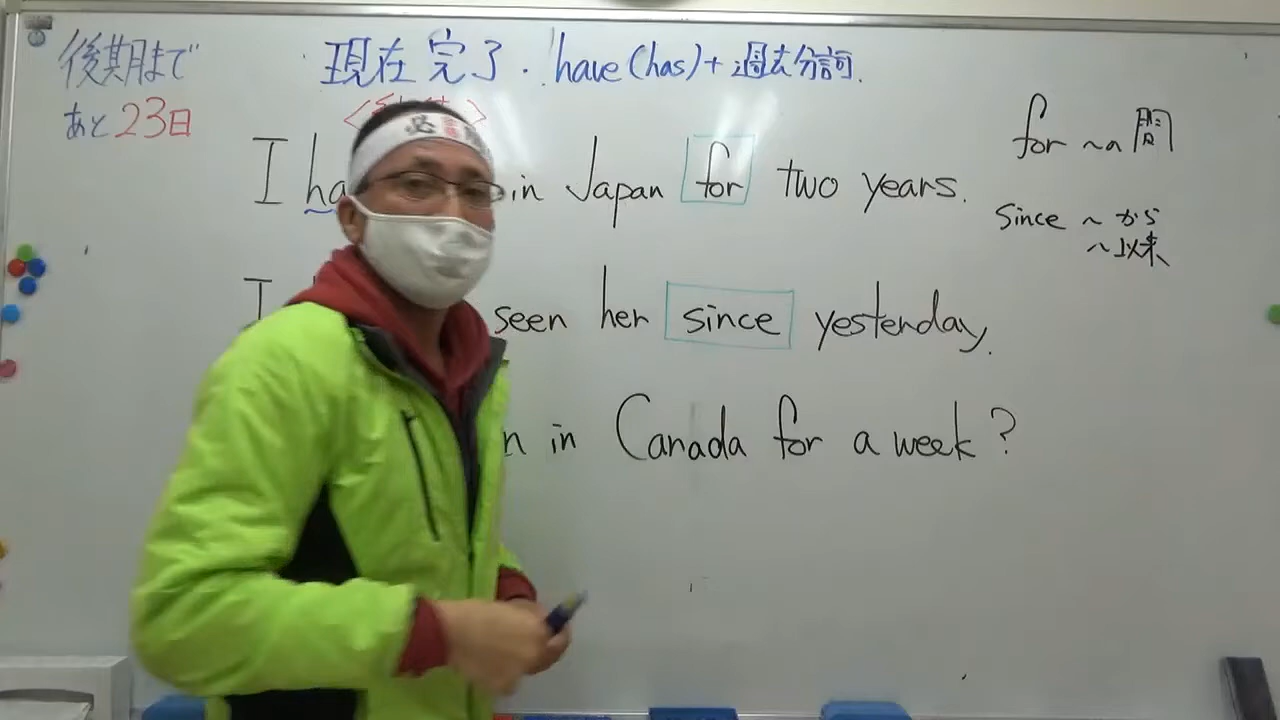 後期まで
あと23日
現在完了. have(has)+過去分詞.
I ha in Japan for two years.
for ~の間
since ~から
~以来
I seen her since yesterday.
n in Canada for a week?
必